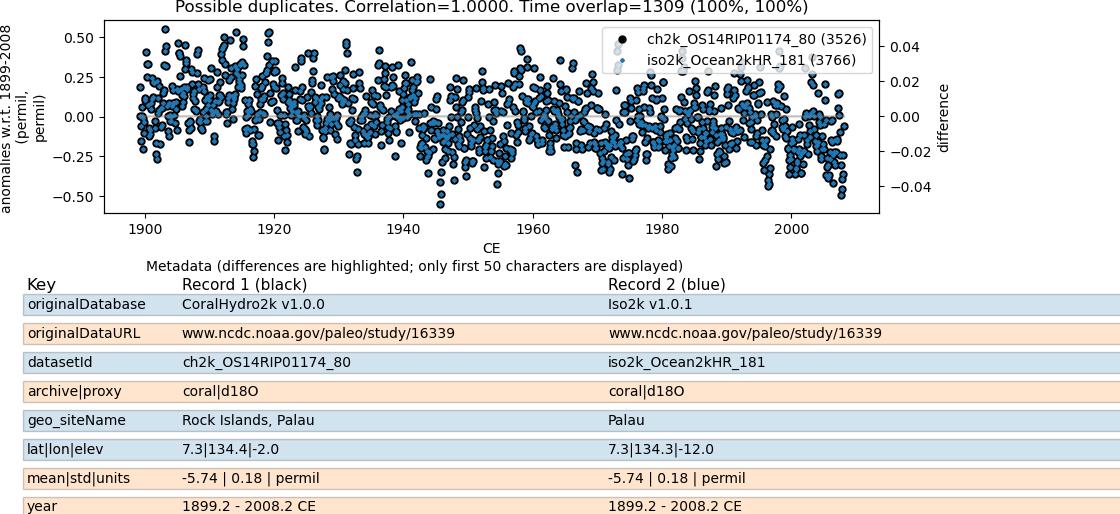 Possible duplicates. Correlation=1.0000. Time overlap=1309 (100%, 100%)
anomalies w.r.t. 1899-2008
(permil,
permil)
0.50
0.25
0.00
−0.25
−0.50
ch2k_OS14RIP01174_80 (3526)
iso2k_Ocean2kHR_181 (3766)
0.04
0.02
0.00
−0.02
−0.04
difference
1900 1920 1940 1960 1980 2000
CE
Metadata (differences are highlighted; only first 50 characters are displayed)
Key Record 1 (black) Record 2 (blue)
originalDatabase CoralHydro2k v1.0.0 Iso2k v1.0.1
originalDataURL www.ncdc.noaa.gov/paleo/study/16339 www.ncdc.noaa.gov/paleo/study/16339
datasetId ch2k_OS14RIP01174_80 iso2k_Ocean2kHR_181
archive|proxy coral|d18O coral|d18O
geo_siteName Rock Islands, Palau Palau
lat|lon|elev 7.3|134.4|-2.0 7.3|134.3|-12.0
mean|std|units -5.74 | 0.18 | permil -5.74 | 0.18 | permil
year 1899.2 - 2008.2 CE 1899.2 - 2008.2 CE